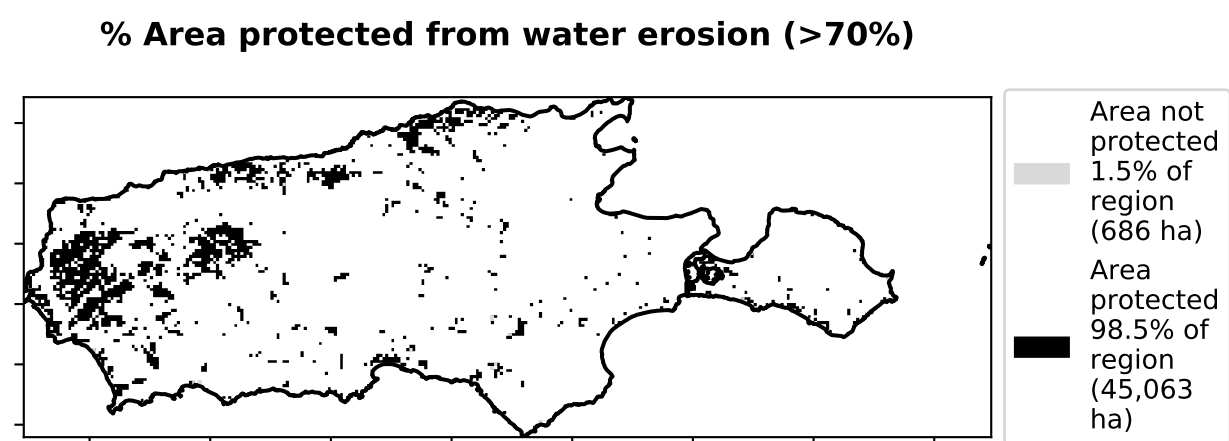 % Area protected from water erosion (>70%)
Area not
protected
1.5% of
region
(686 ha)
Area
protected
98.5% of
region
(45,063
ha)